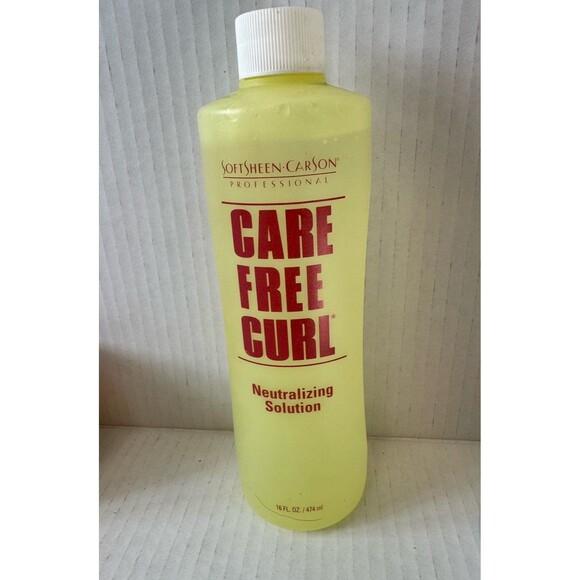 SOFTSHEEN·CARSON®
PROFESSIONAL
CARE
FREE
CURL®
Neutralizing
Solution
16 FL. OZ. / 474 ml